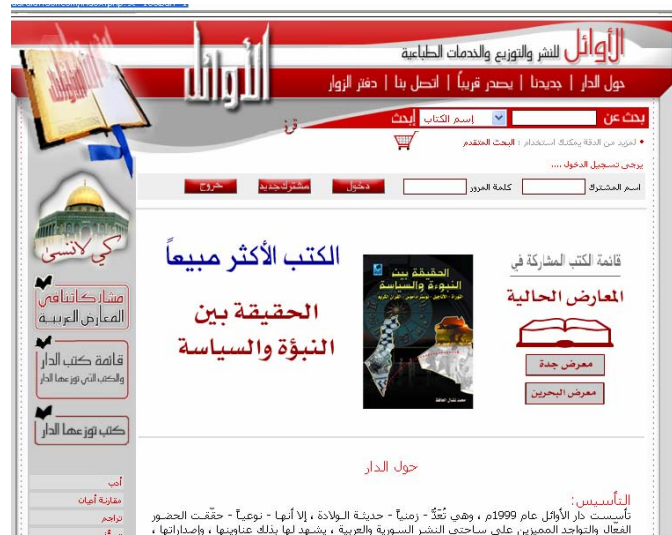 الأوائل للنشر والتوزيع والخدمات الطباعية
الأوائل
حول الدار | جديدنا | يصدر قريباً | اتصل بنا | دفتر الزوار
بحث عن إسم الكتاب إبحث
لمزيد من الدقة يمكنك استخدام : البحث المتقدم
يرجى تسجيل الدخول ....
اسم المشترك كلمة المرور دخول مشترك جديد خروج
قائمة الكتب المشاركة في
المعارض الحالية
معرض جدة
معرض البحرين
الحقيقة بين
النبوءة والسياسة
الكتب الأكثر مبيعاً
الحقيقة بين
النبؤة والسياسة
كي لا ننسى
مشاركاتنا في
المعارض العربية
قائمة كتب الدار
والكتب التي توزعها الدار
كتب توزعها الدار
أدب
مقارنة أديان
تراجم
حول الدار
التأسيس:
تأسست دار الأوائل عام 1999م ، وهي تُعَدُّ - زمنياً - حديثة الولادة ، إلا أنها - نوعياً - حقّقت الحضور
الفعّال والتواجد المميزين على ساحتي النشر السورية والعربية ، يشهد لها بذلك عناوينها ، وإصداراتها ،